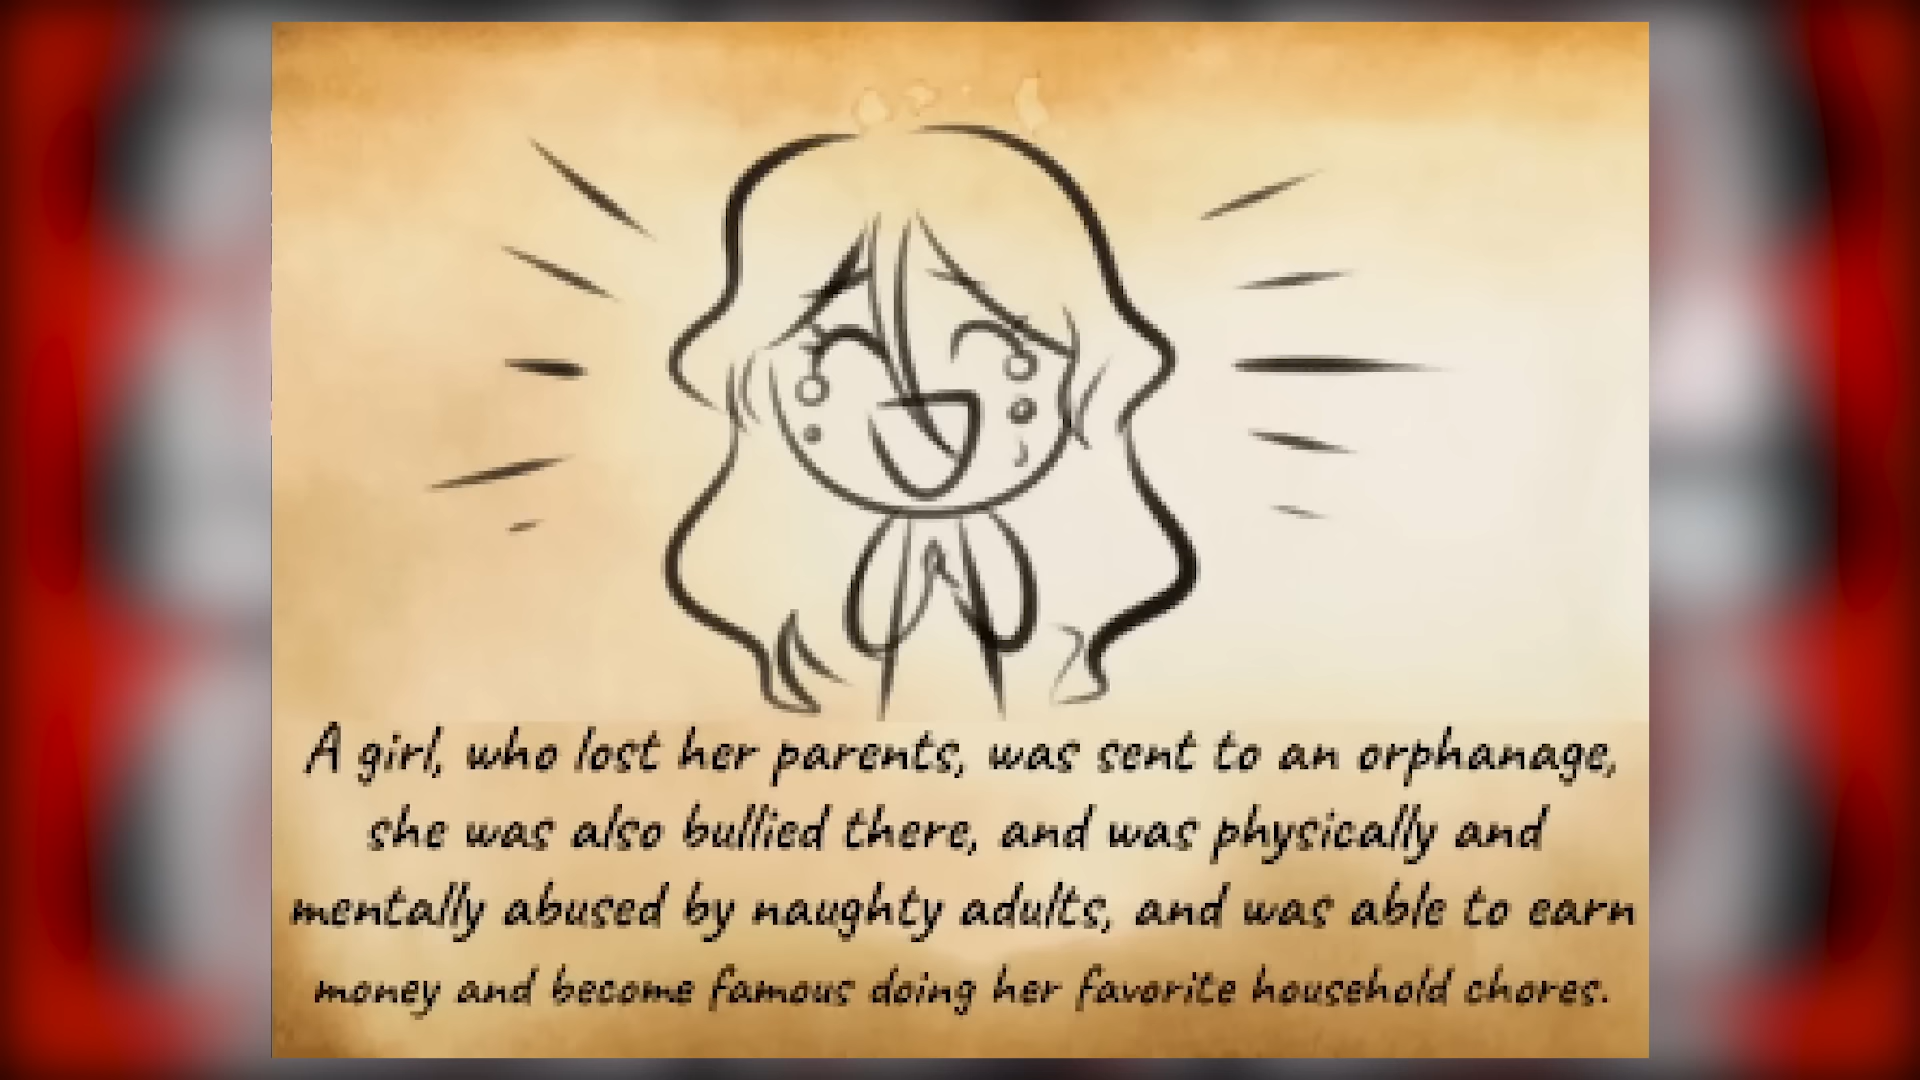 A girl, who lost her parents, was sent to an orphanage,
she was also bullied there, and was physically and
mentally abused by naughty adults, and was able to earn
money and become famous doing her favorite household chores.